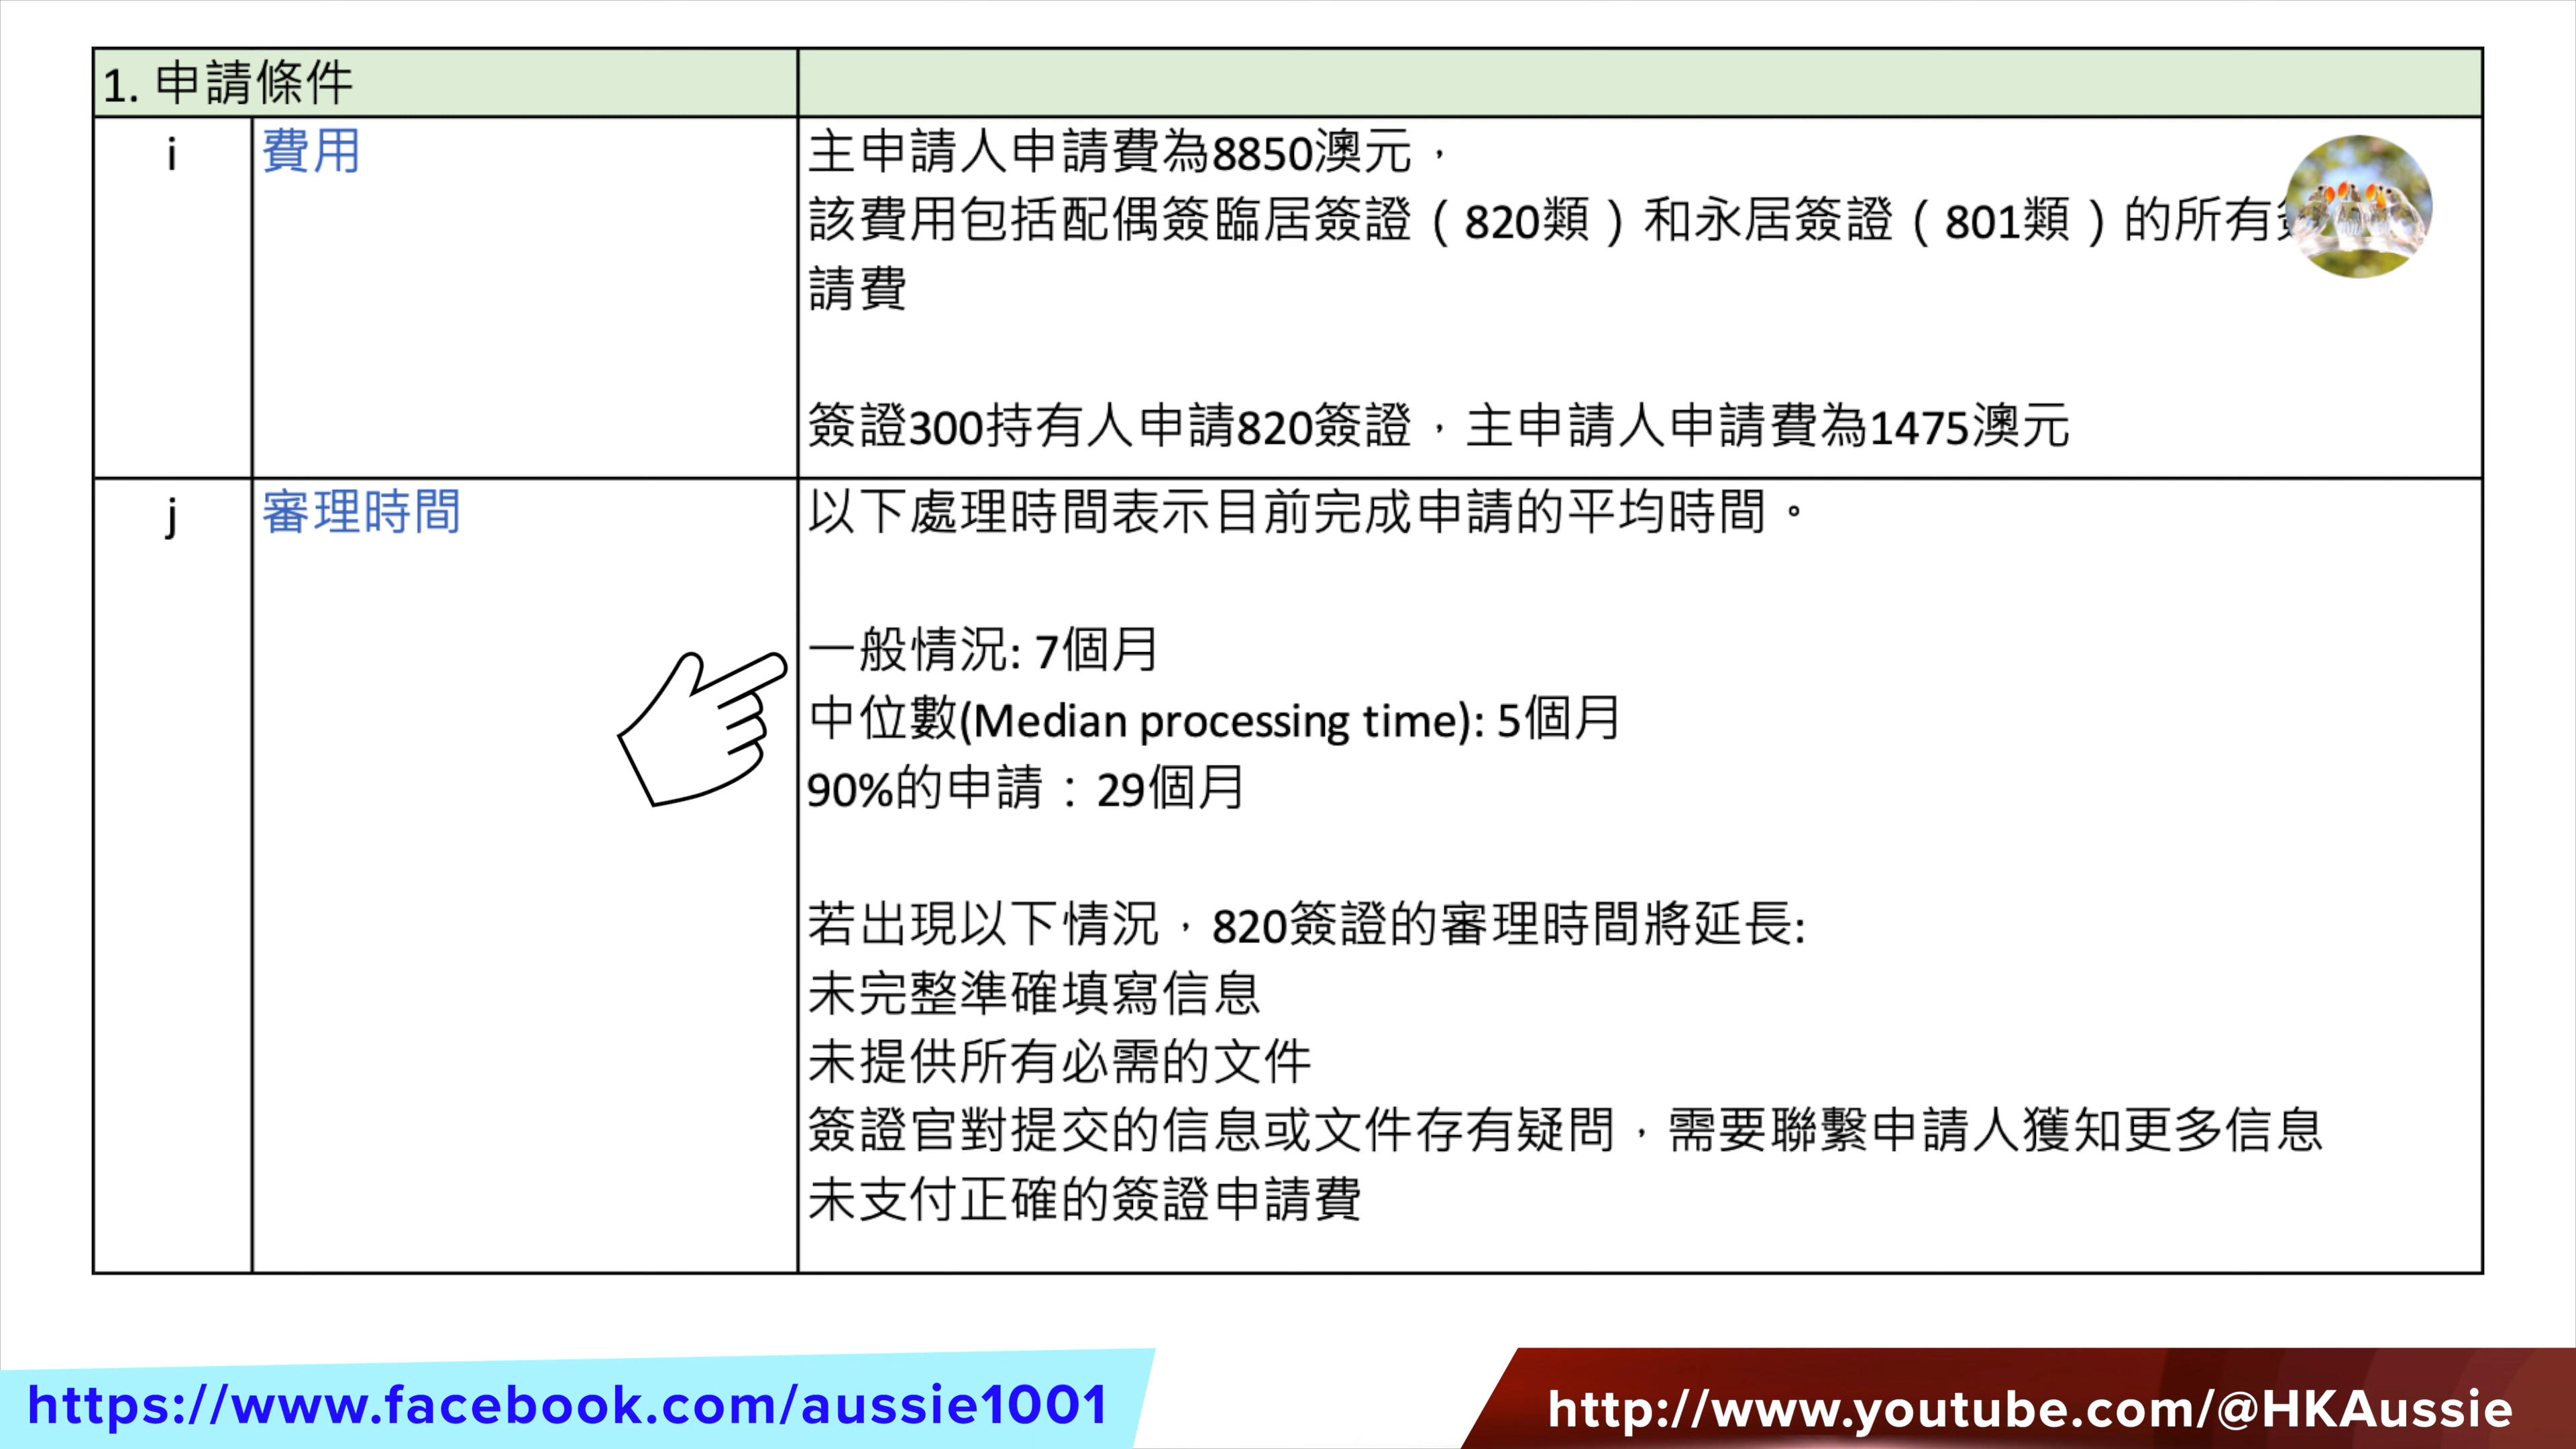 1. 申請條件
i 費用
主申請人申請費為8850澳元，
該費用包括配偶簽臨居簽證（820類）和永居簽證（801類）的所有
請費
簽證300持有人申請820簽證，主申請人申請費為1475澳元
j 審理時間
以下處理時間表示目前完成申請的平均時間。
一般情況: 7個月
中位數(Median processing time): 5個月
90%的申請：29個月
若出現以下情況，820簽證的審理時間將延長:
未完整準確填寫信息
未提供所有必需的文件
簽證官對提交的信息或文件存有疑問，需要聯繫申請人獲知更多信息
未支付正確的簽證申請費
https://www.facebook.com/aussie1001
http://www.youtube.com/@HKAussie